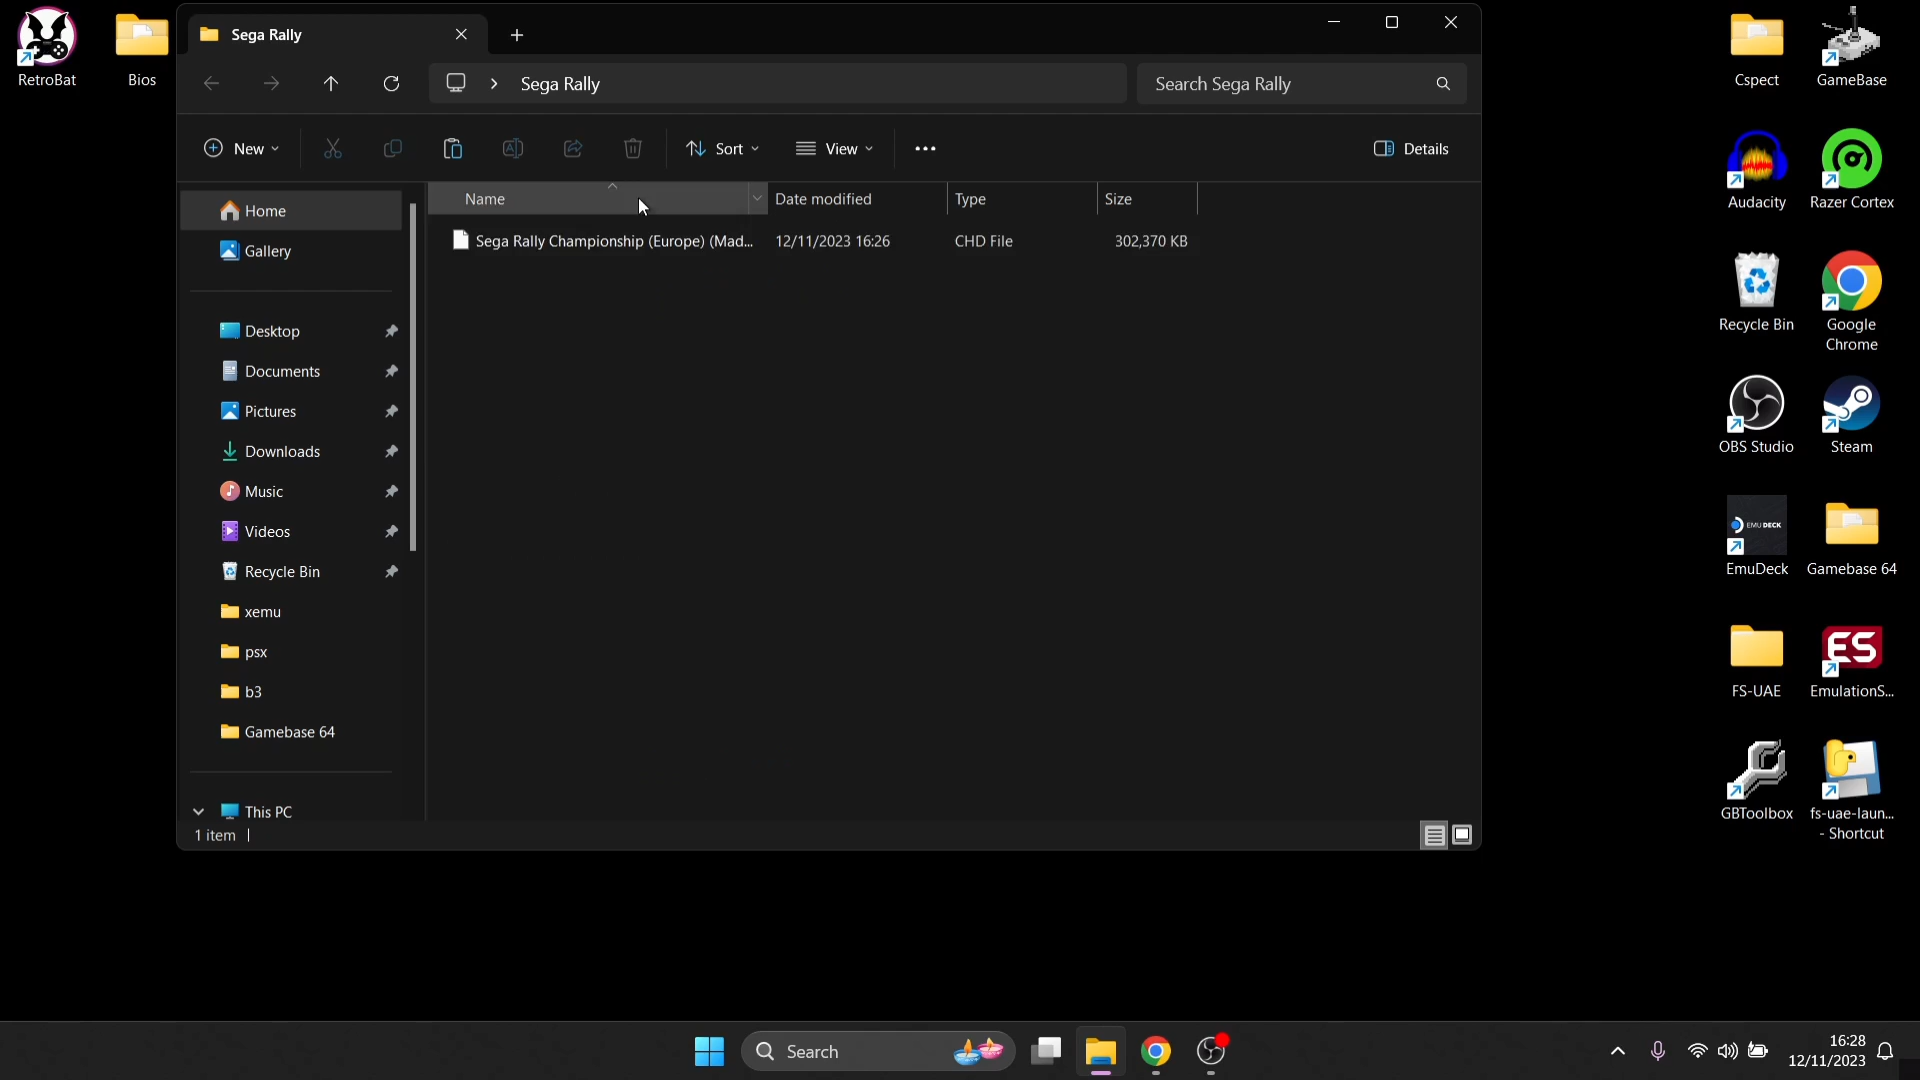 RetroBat
Bios
Sega Rally
Sega Rally
Search Sega Rally
New
Sort
View
Details
Home
Gallery
Desktop
Documents
Pictures
Downloads
Music
Videos
Recycle Bin
xemu
psx
b3
Gamebase 64
This PC
1 item
Name
Date modified
Type
Size
Sega Rally Championship (Europe) (Mad...
12/11/2023 16:26
CHD File
302,370 KB
Cspect
GameBase
Audacity
Razer Cortex
Recycle Bin
Google
Chrome
OBS Studio
Steam
EMU DECK
EmuDeck
Gamebase 64
FS-UAE
ES
EmulationS...
GBToolbox
fs-uae-laun...
- Shortcut
Search
16:28
12/11/2023